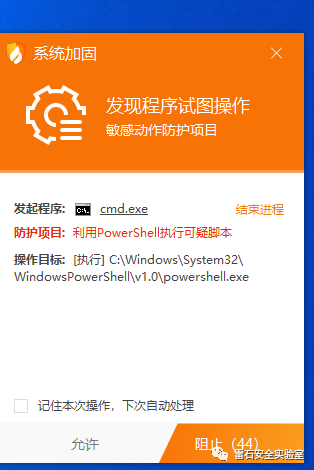 系统加固
发现程序试图操作
敏感动作防护项目
发起程序: cmd.exe 结束进程
防护项目: 利用PowerShell执行可疑脚本
操作目标: [执行] C:\Windows\System32\
WindowsPowerShell\v1.0\powershell.exe
记住本次操作，下次自动处理
允许
阻止（44）
雷石安全实验室